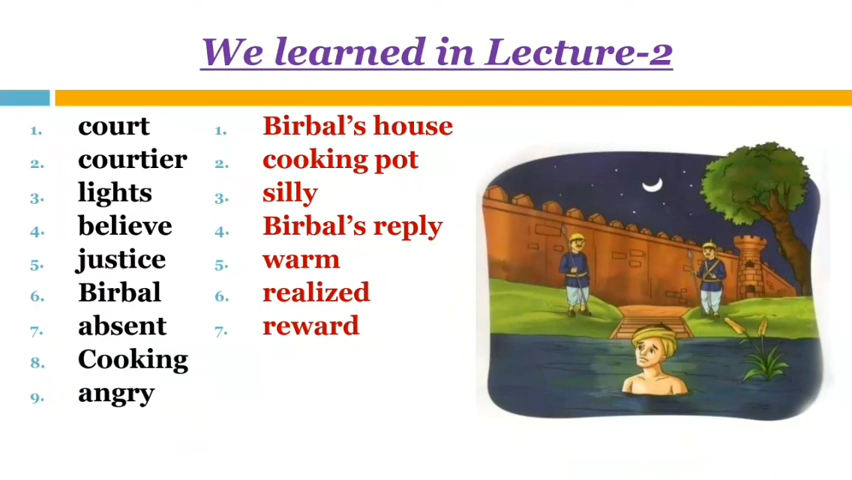 We learned in Lecture-2
1. court
2. courtier
3. lights
4. believe
5. justice
6. Birbal
7. absent
8. Cooking
9. angry
1. Birbal's house
2. cooking pot
3. silly
4. Birbal's reply
5. warm
6. realized
7. reward